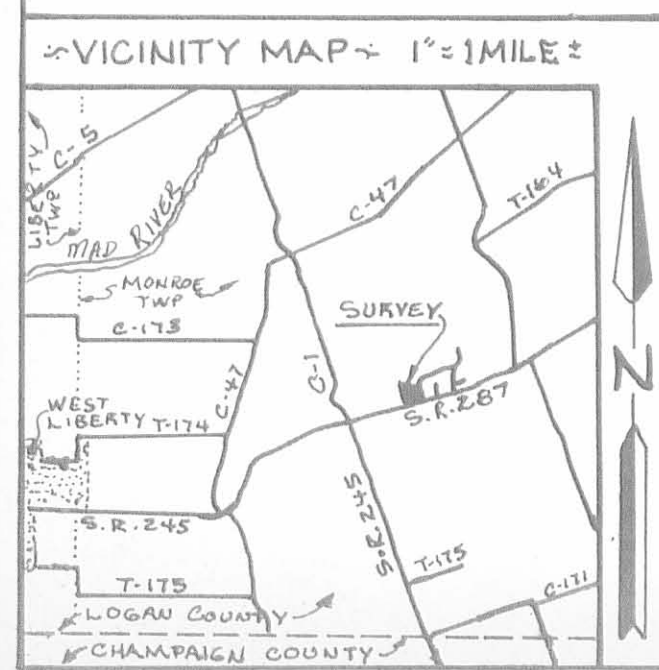 ~VICINITY MAP~ 1"=1MILE±
LIBERTY TWP
C-5
MAD RIVER
C-47
T-164
MONROE
TWP
C-173
SURVEY
C-47
C-1
WEST
LIBERTY
T-174
S.R.287
N
S.R.245
S.R.245
T-175
T-175
C-171
LOGAN COUNTY
CHAMPAIGN COUNTY